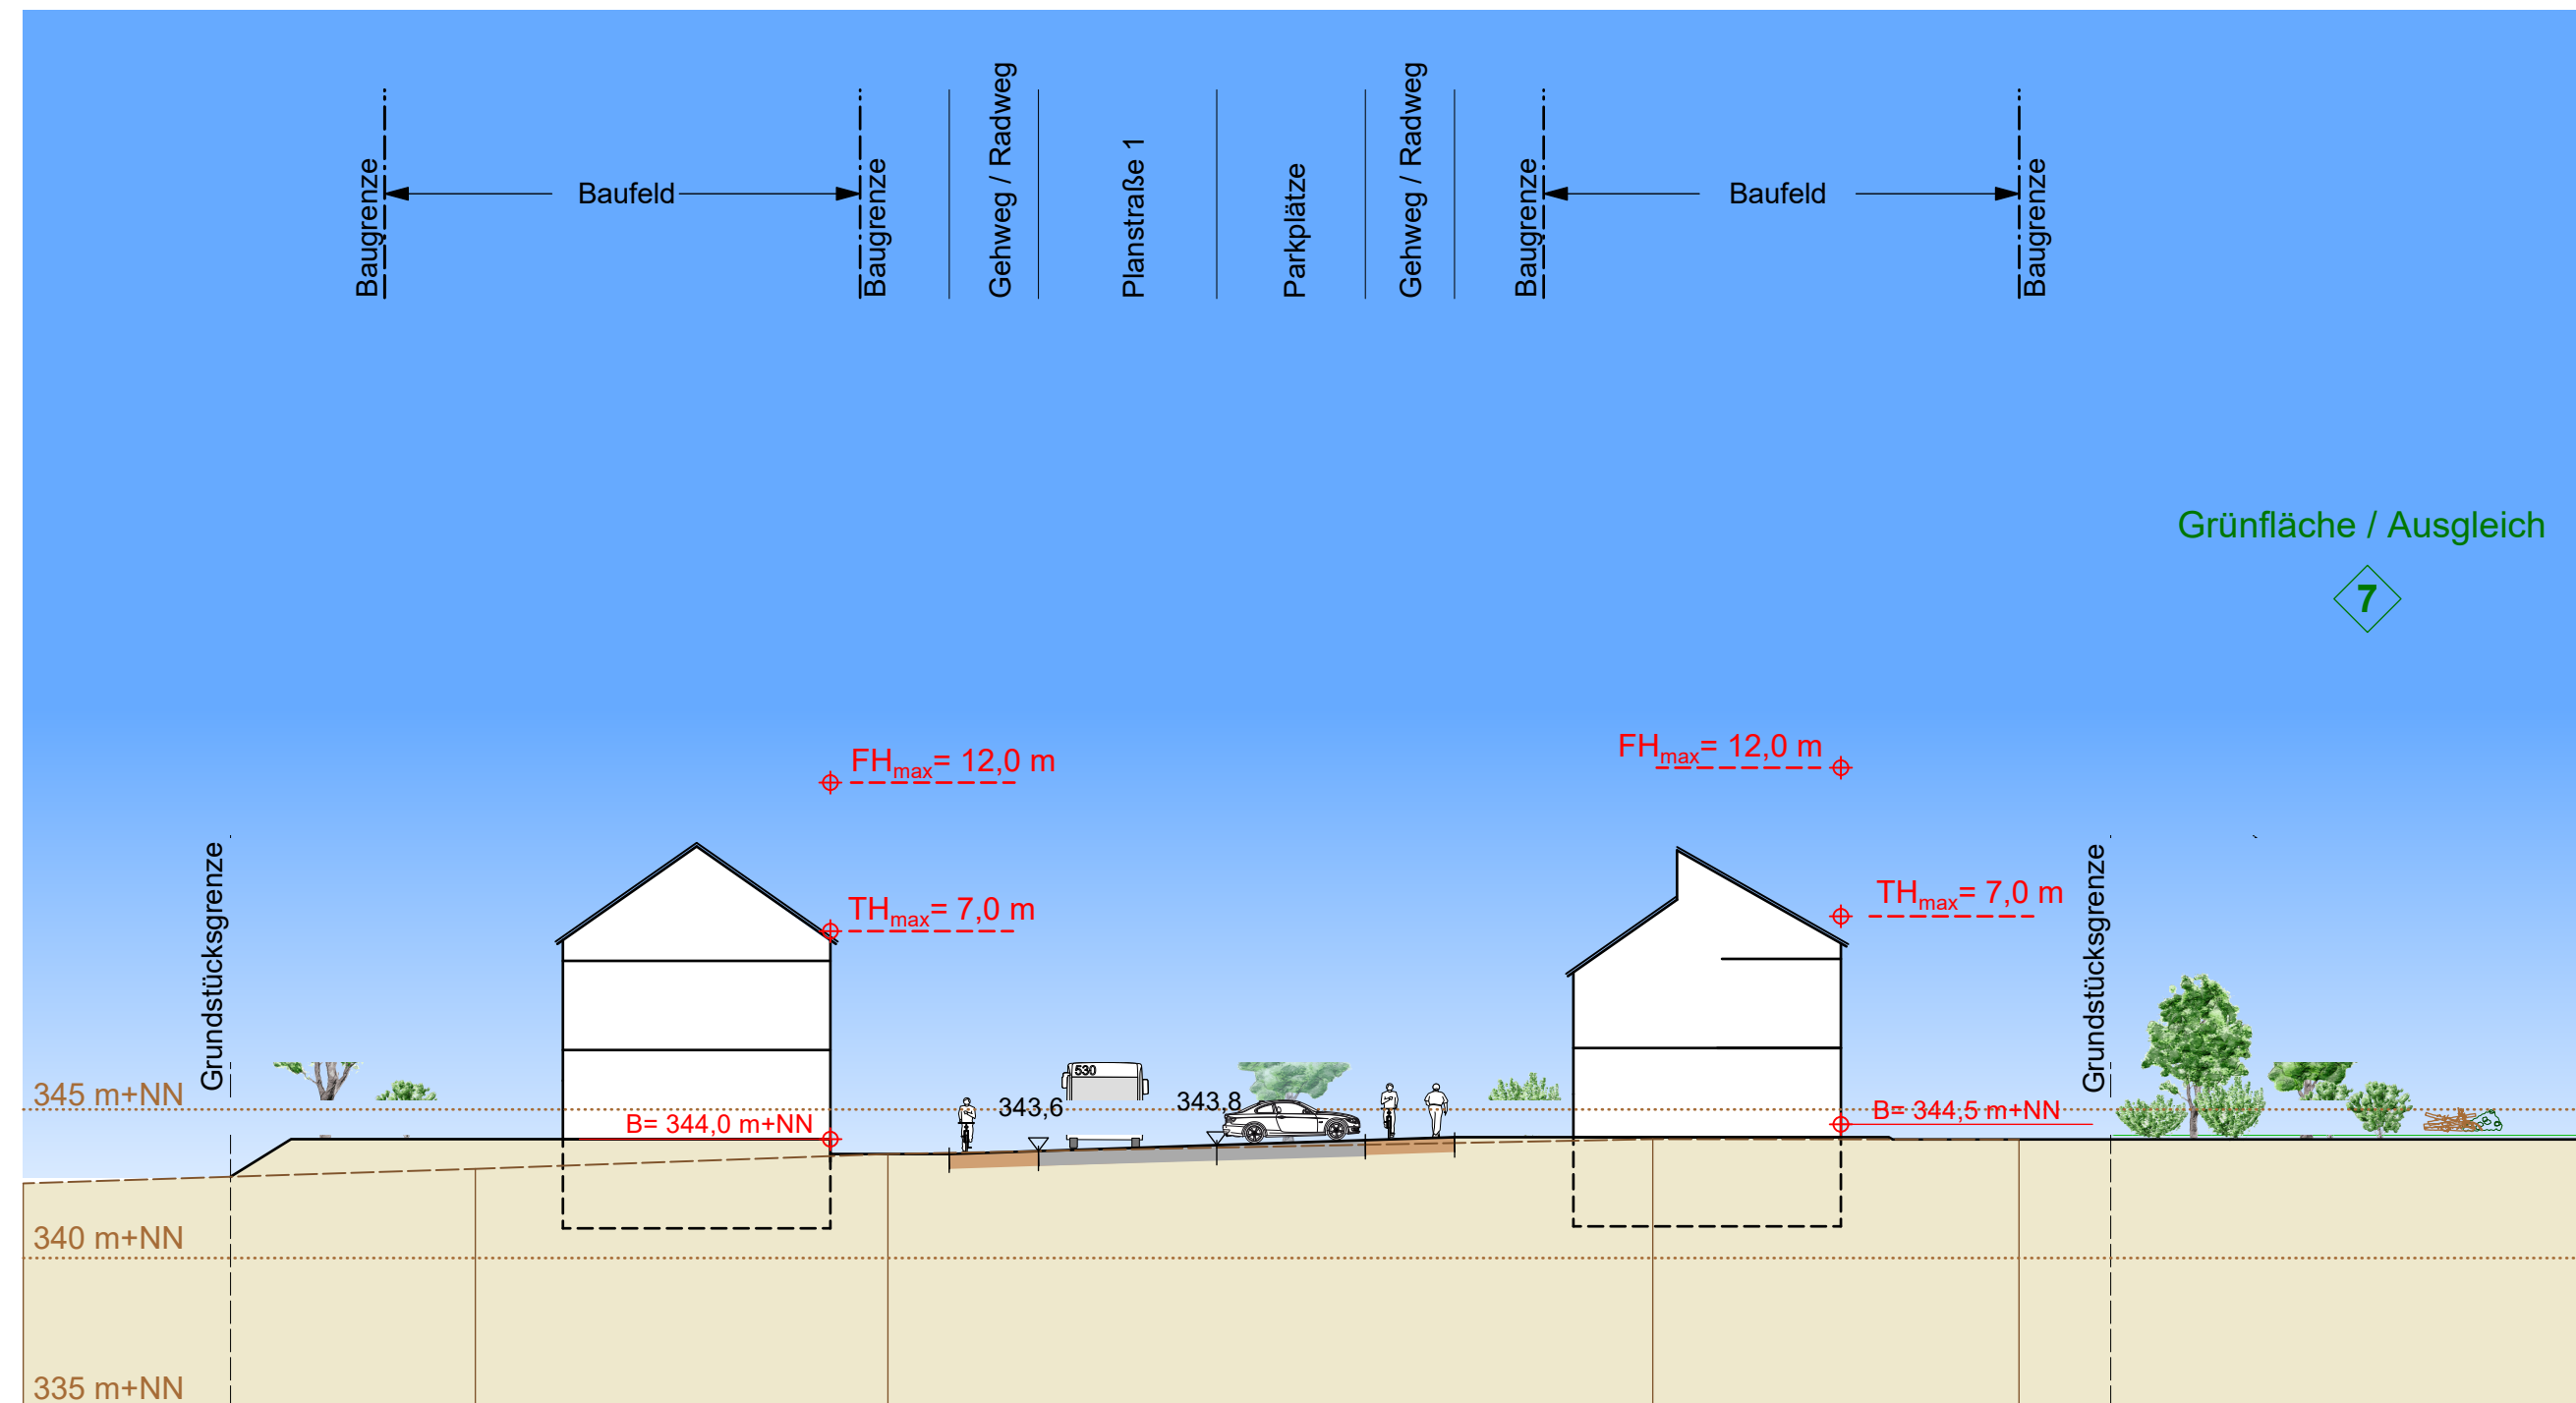 Baugrenze
Baufeld
Baugrenze
Gehweg / Radweg
Planstraße 1
Parkplätze
Gehweg / Radweg
Baugrenze
Baufeld
Baugrenze
Grünfläche / Ausgleich
7
FHmax= 12,0 m
FHmax= 12,0 m
THmax= 7,0 m
THmax= 7,0 m
Grundstücksgrenze
Grundstücksgrenze
530
345 m+NN
343,6
343,8
B= 344,0 m+NN
B= 344,5 m+NN
340 m+NN
335 m+NN